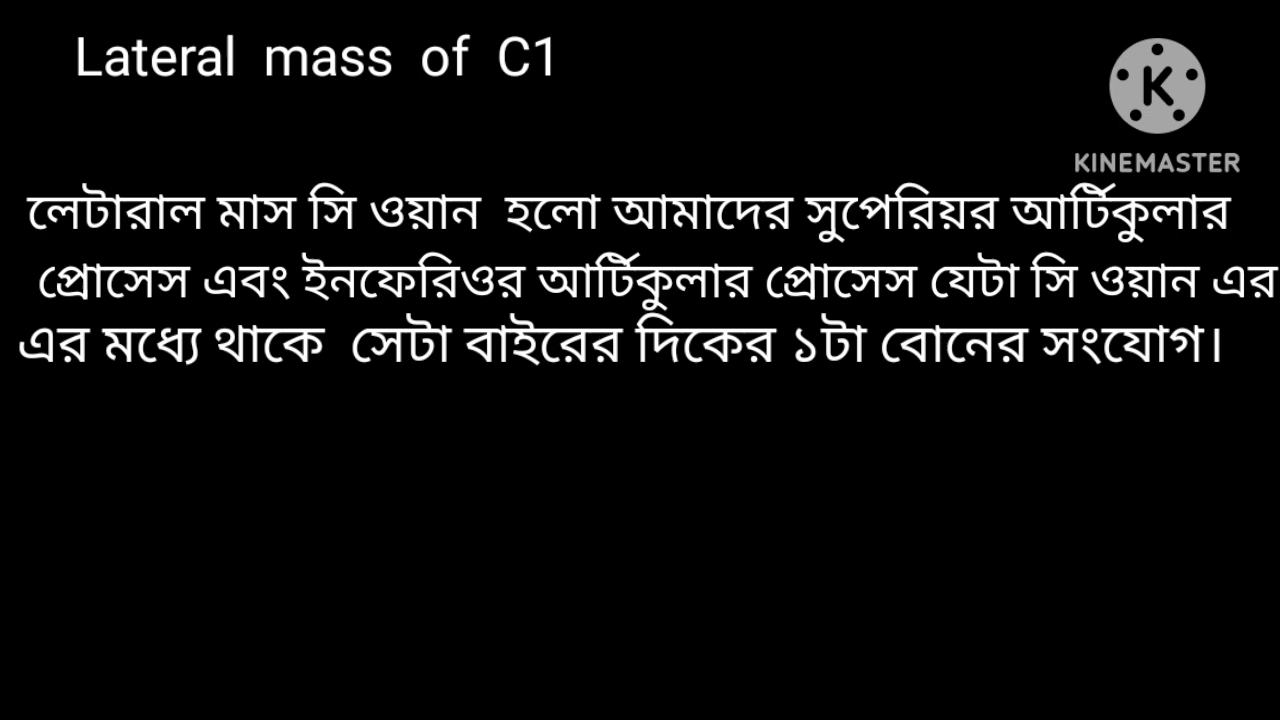 Lateral mass of C1
KINEMASTER
লেটারাল মাস সি ওয়ান হলো আমাদের সুপেরিয়র আর্টিকুলার
প্রোসেস এবং ইনফেরিওর আর্টিকুলার প্রোসেস যেটা সি ওয়ান এর
এর মধ্যে থাকে সেটা বাইরের দিকের ১টা বোনের সংযোগ।